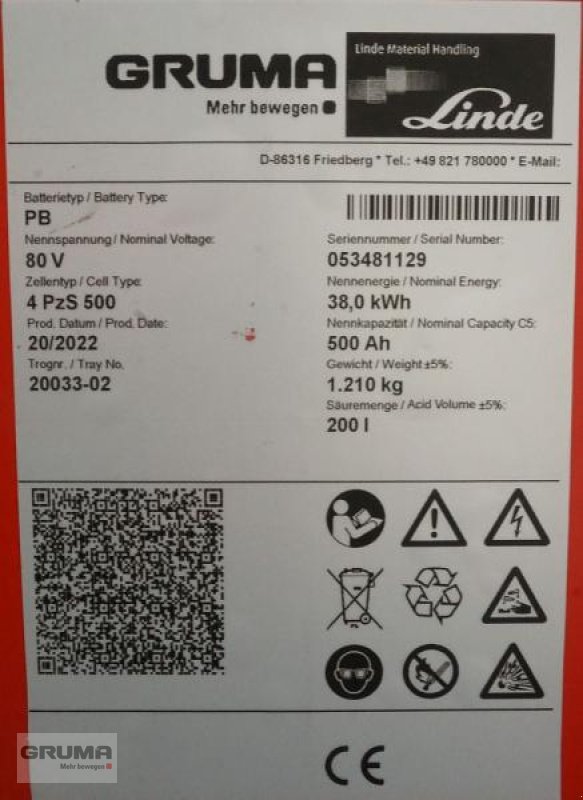 GRUMA
Mehr bewegen
Linde Material Handling
Linde
D-86316 Friedberg * Tel.: +49 821 780000 * E-Mail:
Batterietyp / Battery Type:
PB
Nennspannung / Nominal Voltage:
80 V
Zellentyp / Cell Type:
4 PzS 500
Prod. Datum / Prod. Date:
20/2022
Trognr. / Tray No.
20033-02
Seriennummer / Serial Number:
053481129
Nennenergie / Nominal Energy:
38,0 kWh
Nennkapazität / Nominal Capacity C5:
500 Ah
Gewicht / Weight ±5%:
1.210 kg
Säuremenge / Acid Volume ±5%:
200 l
CE
GRUMA
Mehr bewegen